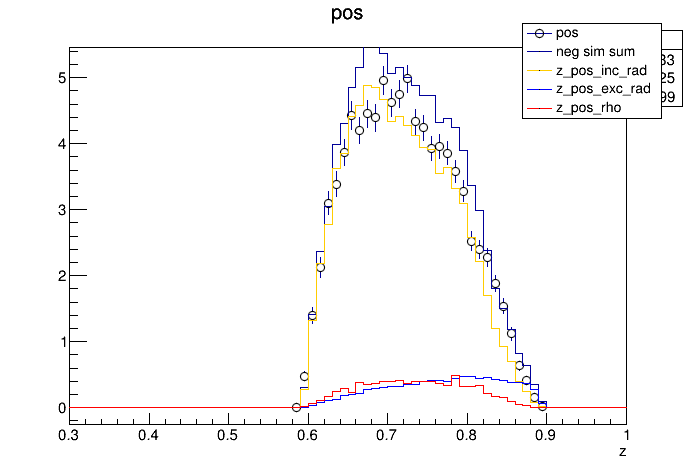 pos
pos
neg sim sum
z_pos_inc_rad
z_pos_exc_rad
z_pos_rho
33
25
99
5
4
3
2
1
0
0.3 0.4 0.5 0.6 0.7 0.8 0.9 1
z